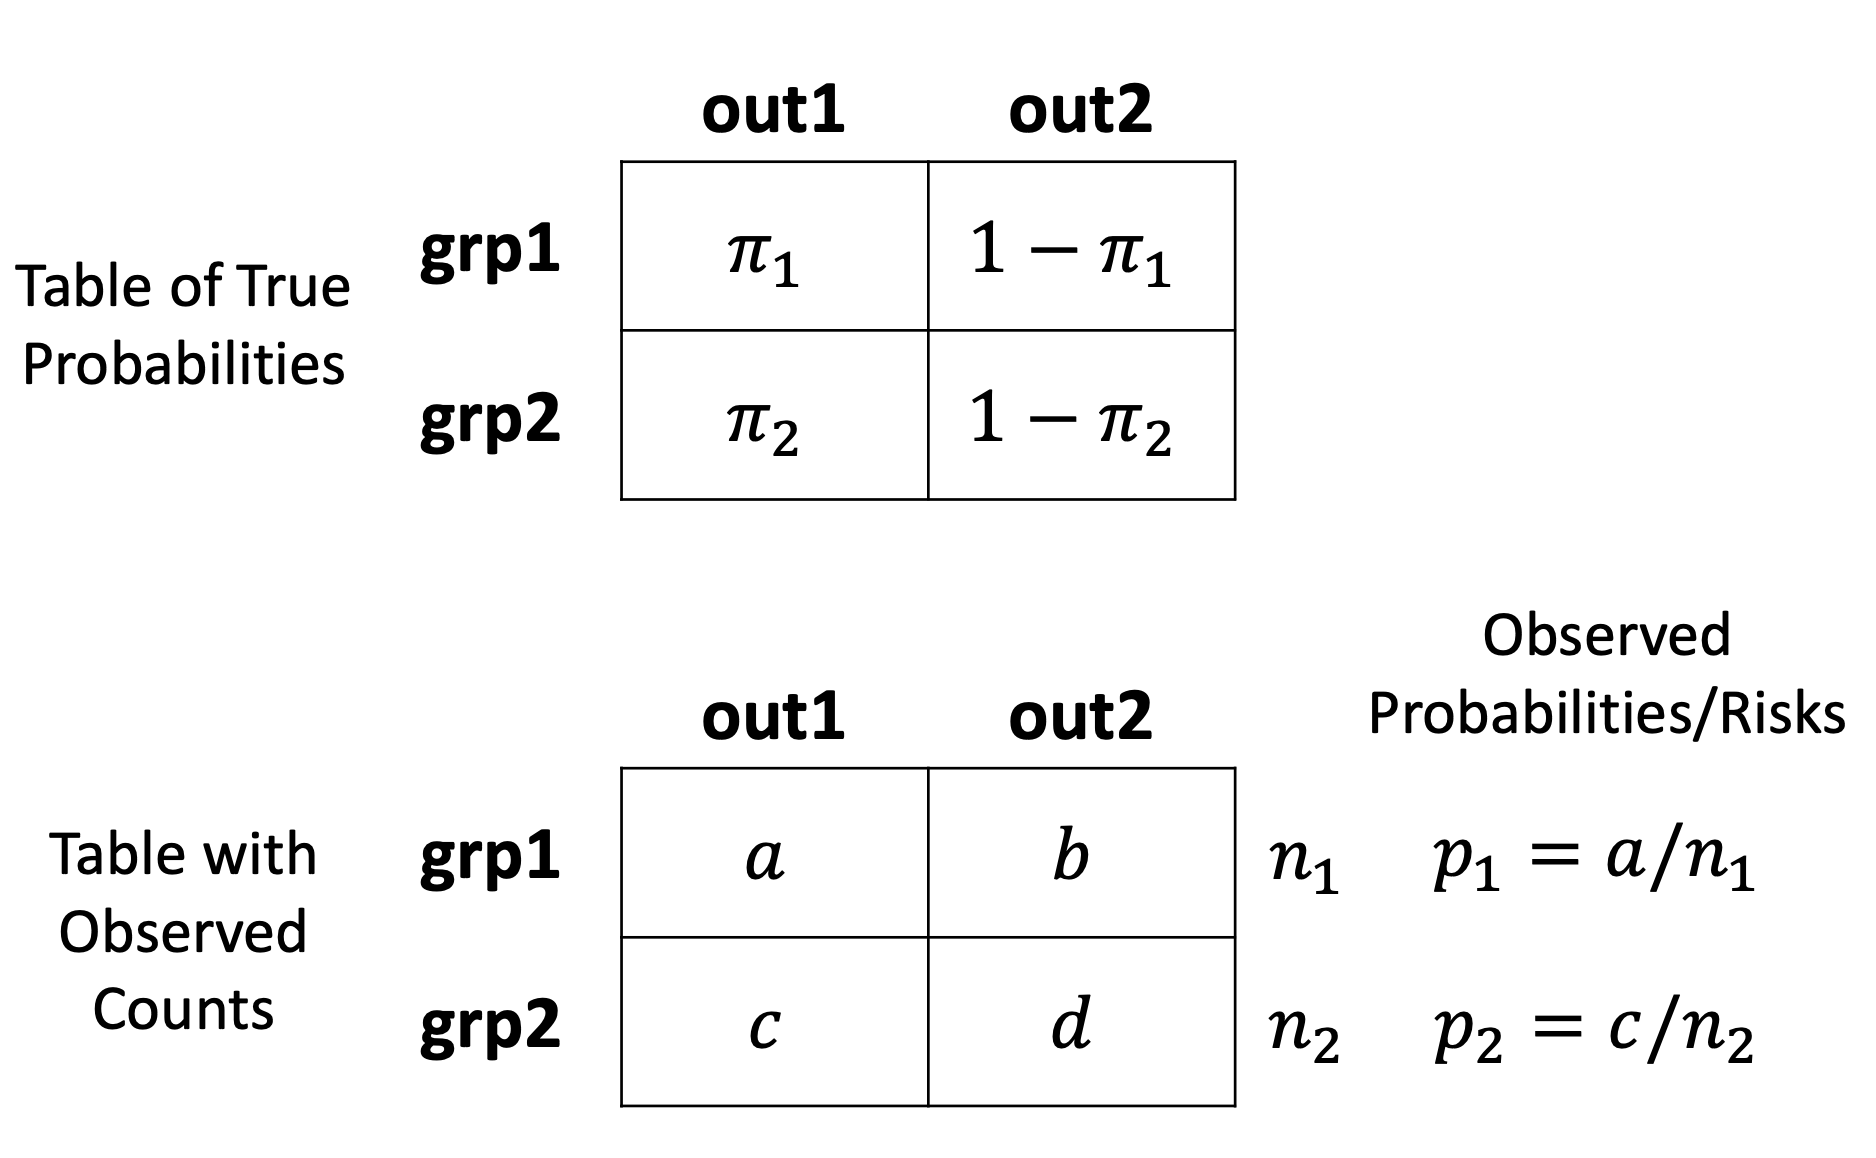 out1 out2
Table of True
Probabilities
grp1 π₁ 1 − π₁
grp2 π₂ 1 − π₂
Observed
Probabilities/Risks
out1 out2
Table with
Observed
Counts
grp1 a b n₁ p₁ = a/n₁
grp2 c d n₂ p₂ = c/n₂